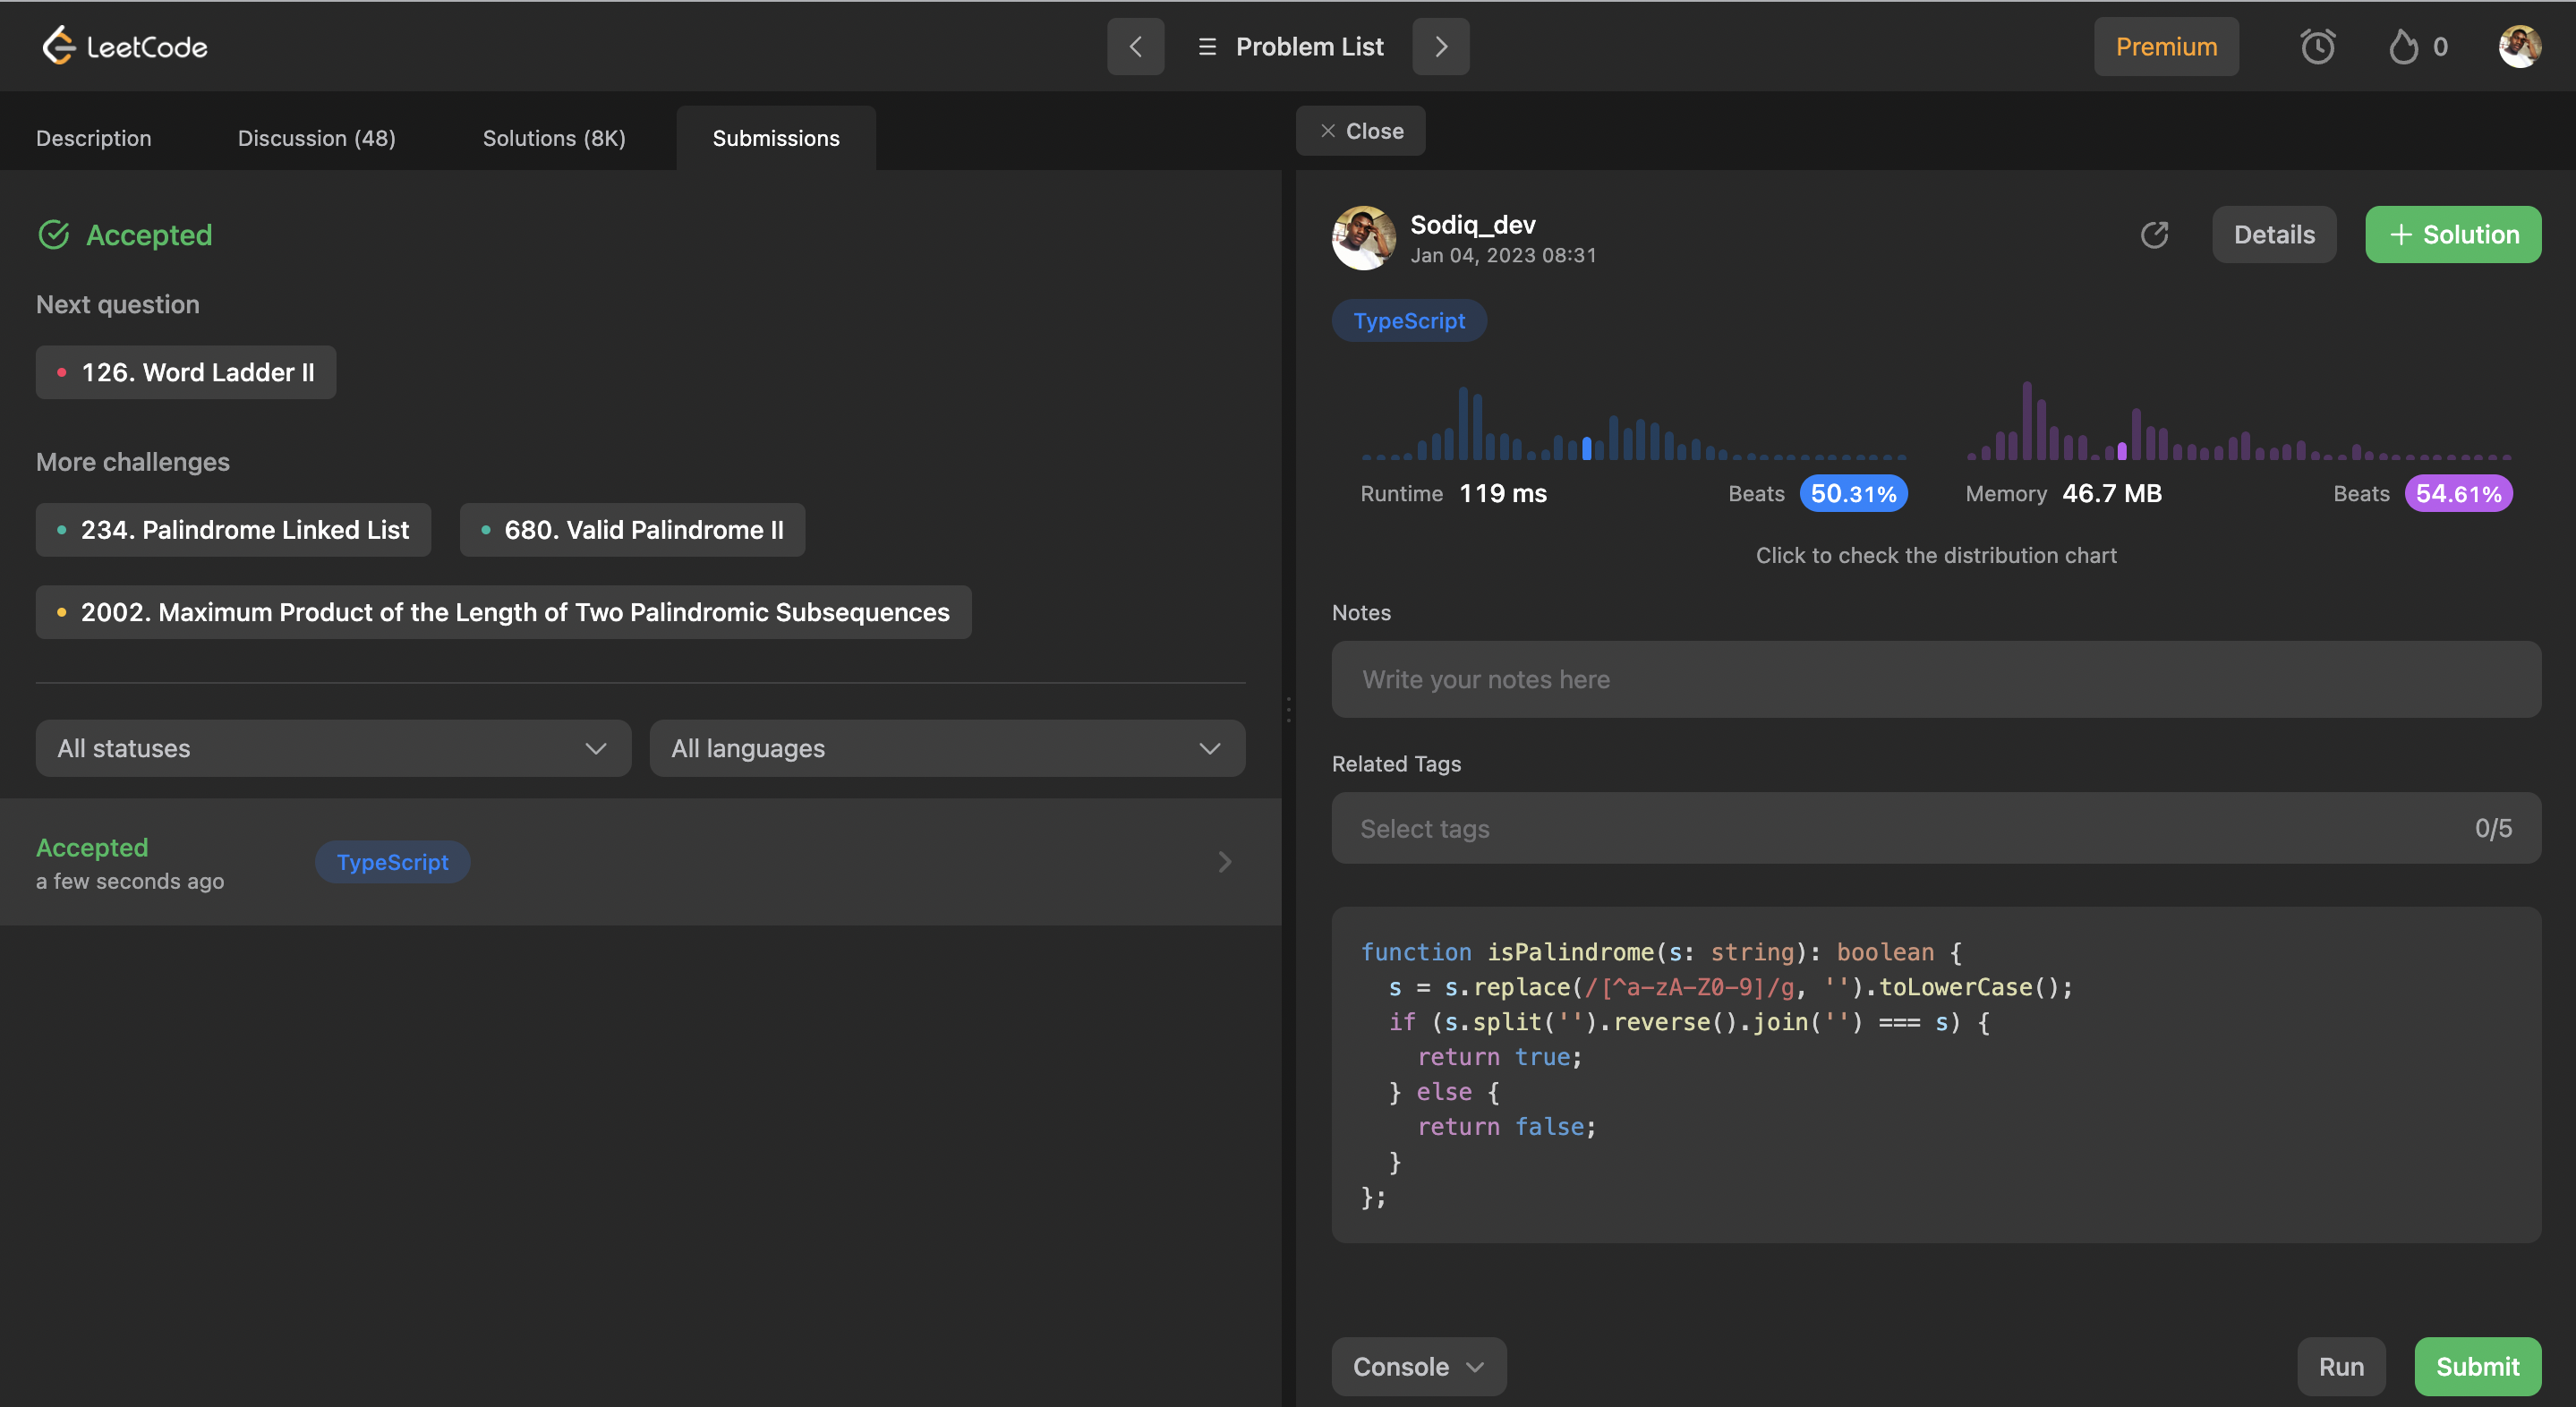 LeetCode
Problem List
Premium
0
Description
Discussion (48)
Solutions (8K)
Submissions
Close
Accepted
Next question
126. Word Ladder II
More challenges
234. Palindrome Linked List
680. Valid Palindrome II
2002. Maximum Product of the Length of Two Palindromic Subsequences
All statuses
All languages
Accepted
a few seconds ago
TypeScript
Sodiq_dev
Jan 04, 2023 08:31
Details
+ Solution
TypeScript
Runtime 119 ms
Beats 50.31%
Memory 46.7 MB
Beats 54.61%
Click to check the distribution chart
Notes
Write your notes here
Related Tags
Select tags
0/5
function isPalindrome(s: string): boolean {
  s = s.replace(/[^a-zA-Z0-9]/g, '').toLowerCase();
  if (s.split('').reverse().join('') === s) {
    return true;
  } else {
    return false;
  }
};
Console
Run
Submit